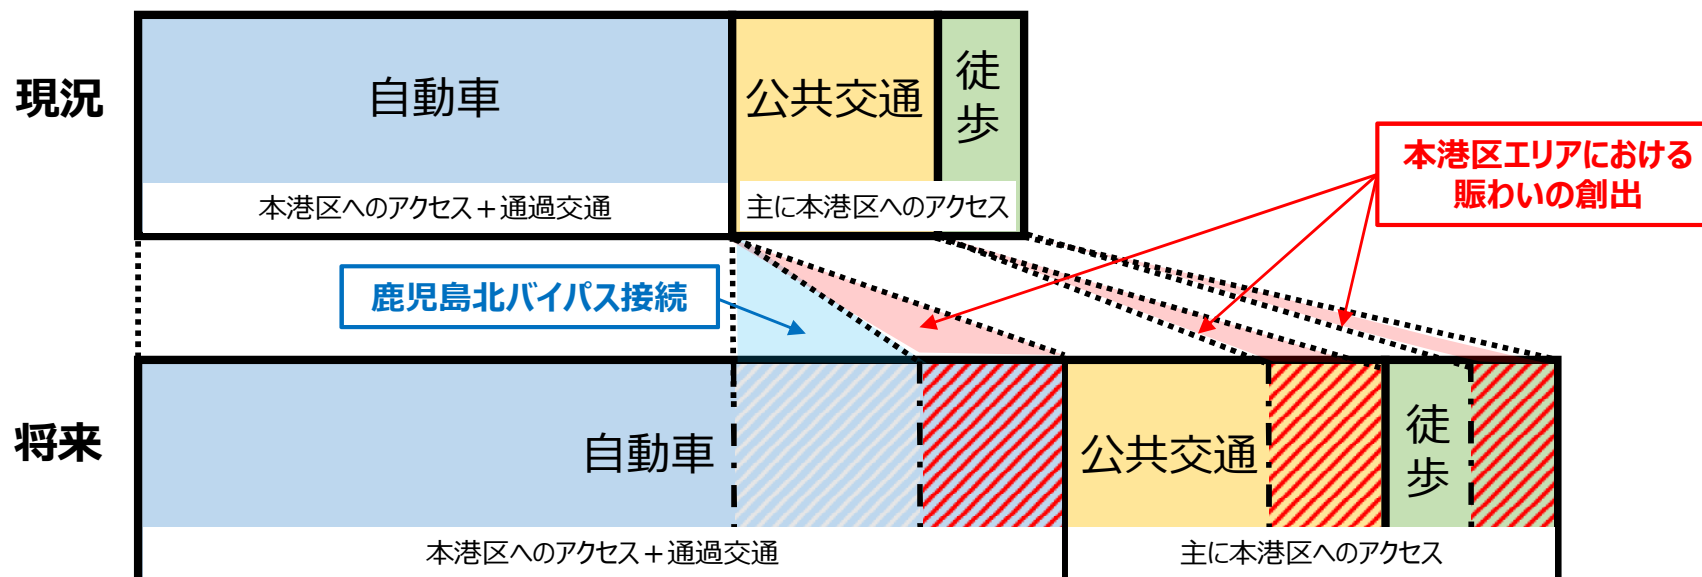 現況
自動車
公共交通
徒
歩
本港区へのアクセス＋通過交通
主に本港区へのアクセス
本港区エリアにおける
賑わいの創出
鹿児島北バイパス接続
将来
自動車
公共交通
徒
歩
本港区へのアクセス＋通過交通
主に本港区へのアクセス